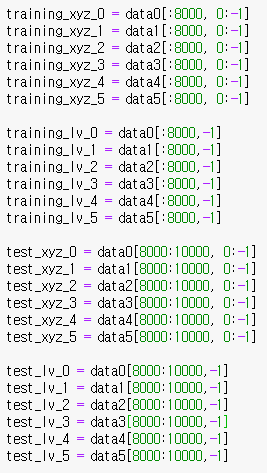 training_xyz_0 = data0[:8000, 0:-1]
training_xyz_1 = data1[:8000, 0:-1]
training_xyz_2 = data2[:8000, 0:-1]
training_xyz_3 = data3[:8000, 0:-1]
training_xyz_4 = data4[:8000, 0:-1]
training_xyz_5 = data5[:8000, 0:-1]
training_lv_0 = data0[:8000,-1]
training_lv_1 = data1[:8000,-1]
training_lv_2 = data2[:8000,-1]
training_lv_3 = data3[:8000,-1]
training_lv_4 = data4[:8000,-1]
training_lv_5 = data5[:8000,-1]
test_xyz_0 = data0[8000:10000, 0:-1]
test_xyz_1 = data1[8000:10000, 0:-1]
test_xyz_2 = data2[8000:10000, 0:-1]
test_xyz_3 = data3[8000:10000, 0:-1]
test_xyz_4 = data4[8000:10000, 0:-1]
test_xyz_5 = data5[8000:10000, 0:-1]
test_lv_0 = data0[8000:10000,-1]
test_lv_1 = data1[8000:10000,-1]
test_lv_2 = data2[8000:10000,-1]
test_lv_3 = data3[8000:10000,-1]
test_lv_4 = data4[8000:10000,-1]
test_lv_5 = data5[8000:10000,-1]